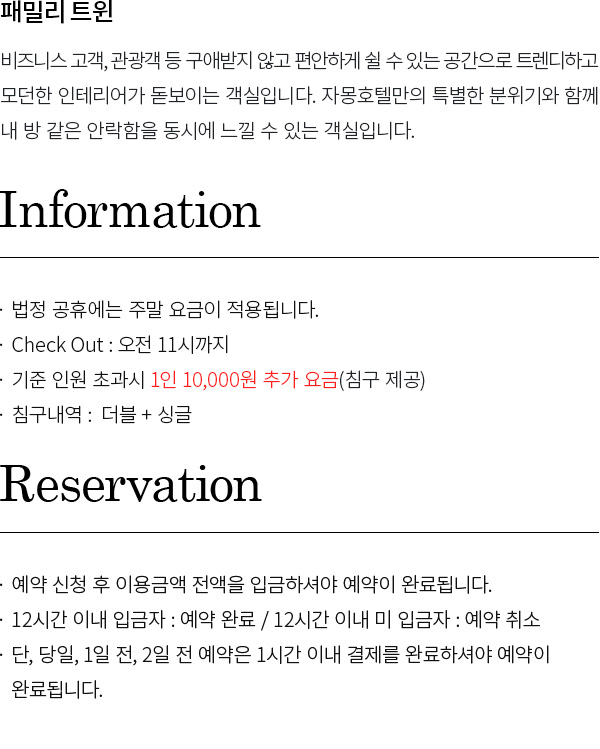 패밀리 트윈
비즈니스 고객, 관광객 등 구애받지 않고 편안하게 쉴 수 있는 공간으로 트렌디하고
모던한 인테리어가 돋보이는 객실입니다. 자몽호텔만의 특별한 분위기와 함께
내 방 같은 안락함을 동시에 느낄 수 있는 객실입니다.
Information
· 법정 공휴에는 주말 요금이 적용됩니다.
· Check Out : 오전 11시까지
· 기준 인원 초과시 1인 10,000원 추가 요금(침구 제공)
· 침구내역 : 더블 + 싱글
Reservation
· 예약 신청 후 이용금액 전액을 입금하셔야 예약이 완료됩니다.
· 12시간 이내 입금자 : 예약 완료 / 12시간 이내 미 입금자 : 예약 취소
· 단, 당일, 1일 전, 2일 전 예약은 1시간 이내 결제를 완료하셔야 예약이
완료됩니다.